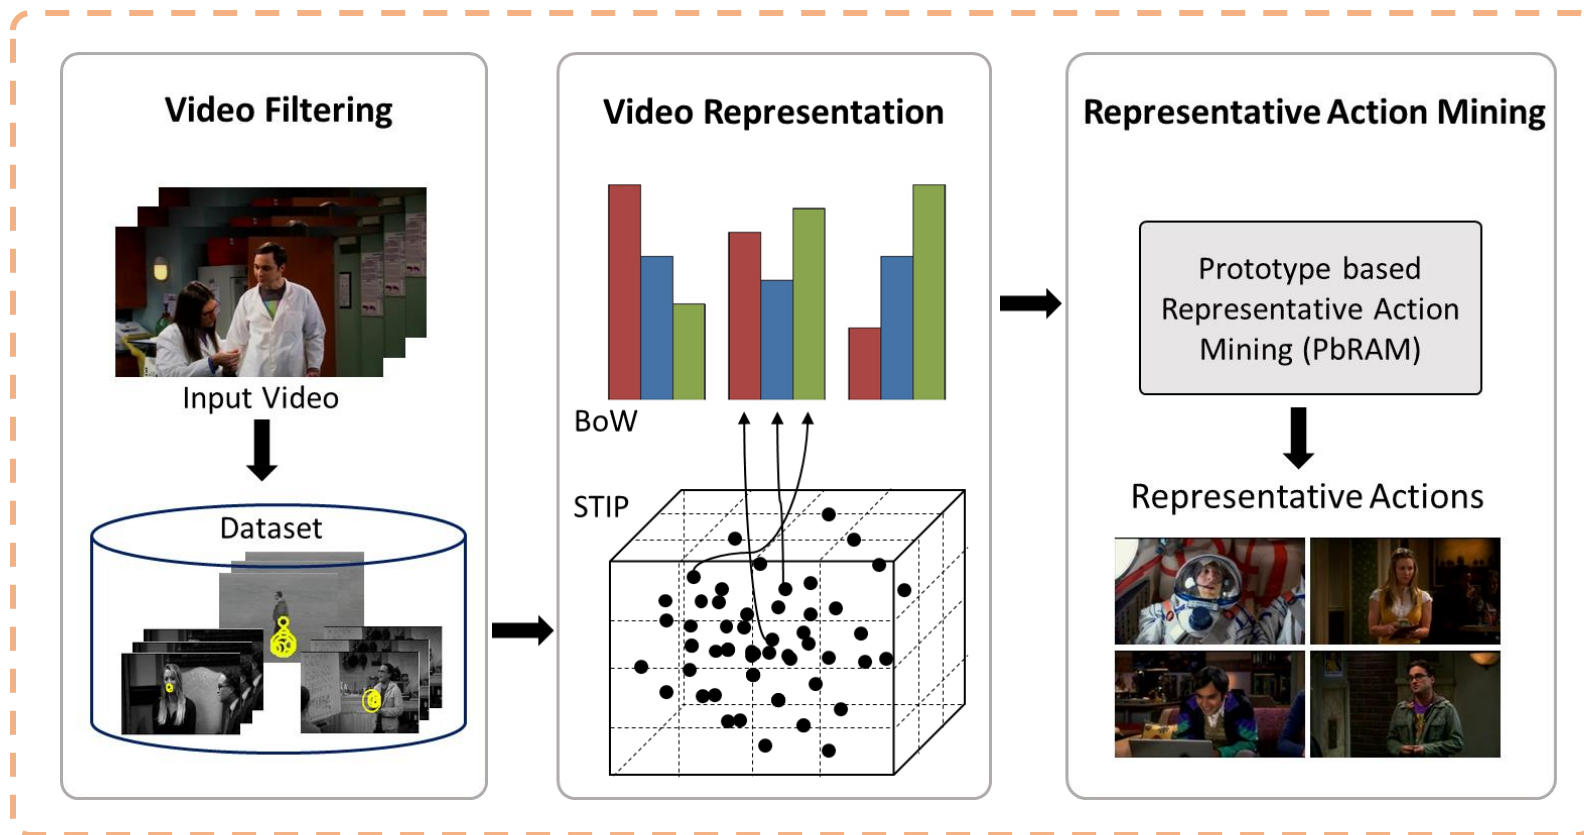 Video Filtering
Input Video
Dataset
Video Representation
BoW
STIP
Representative Action Mining
Prototype based
Representative Action
Mining (PbRAM)
Representative Actions